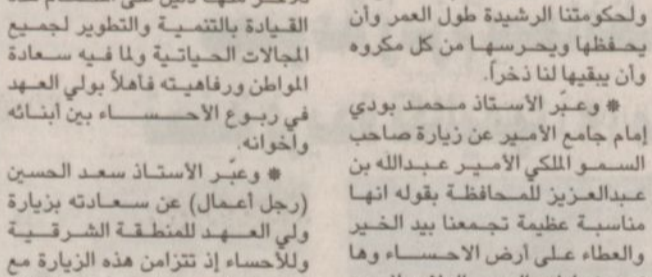 ولحكومتنا الرشيدة طول العمر وأن
يحفظها ويحرسها من كل مكروه
وأن يبقيها لنا ذخراً.
* وعبّر الأستاذ محمد بودي
إمام جامع الأمير عن زيارة صاحب
السمو الملكي الأمير عبدالله بن
عبدالعزيز للمحافظة بقوله انها
مناسبة عظيمة تجمعنا بيد الخير
والعطاء على أرض الاحساء وها
القيادة بالتنمية والتطوير لجميع
المجالات الحياتية ولما فيه سعادة
المواطن ورفاهيته فأهلاً بولي العهد
في ربوع الأحساء بين أبنائه
وأخوانه.
* وعبّر الأستاذ سعد الحسين
(رجل أعمال) عن سعادته بزيارة
ولي العهد للمنطقة الشرقية
وللأحساء إذ تتزامن هذه الزيارة مع